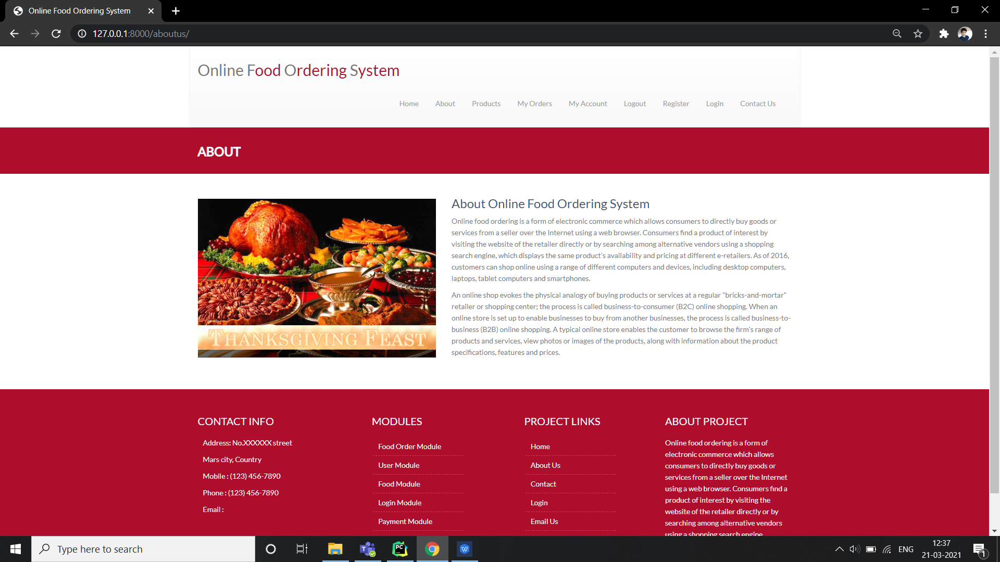 Online Food Ordering System
127.0.0.1:8000/aboutus/
Online Food Ordering System
Home About Products My Orders My Account Logout Register Login Contact Us
ABOUT
THANKSGIVING FEAST
About Online Food Ordering System
Online food ordering is a form of electronic commerce which allows consumers to directly buy goods or
services from a seller over the Internet using a web browser. Consumers find a product of interest by
visiting the website of the retailer directly or by searching among alternative vendors using a shopping
search engine, which displays the same product's availability and pricing at different e-retailers. As of 2016,
customers can shop online using a range of different computers and devices, including desktop computers,
laptops, tablet computers and smartphones.
An online shop evokes the physical analogy of buying products or services at a regular "bricks-and-mortar"
retailer or shopping center; the process is called business-to-consumer (B2C) online shopping. When an
online store is set up to enable businesses to buy from another businesses, the process is called business-to-
business (B2B) online shopping. A typical online store enables the customer to browse the firm's range of
products and services, view photos or images of the products, along with information about the product
specifications, features and prices.
CONTACT INFO
Address: No.XXXXXX street
Mars city, Country
Mobile : (123) 456-7890
Phone : (123) 456-7890
Email :
MODULES
Food Order Module
User Module
Food Module
Login Module
Payment Module
PROJECT LINKS
Home
About Us
Contact
Login
Email Us
ABOUT PROJECT
Online food ordering is a form of
electronic commerce which allows
consumers to directly buy goods or
services from a seller over the Internet
using a web browser. Consumers find a
product of interest by visiting the
website of the retailer directly or by
searching among alternative vendors
using a shopping search engine
Type here to search
ENG
12:37
21-03-2021
1